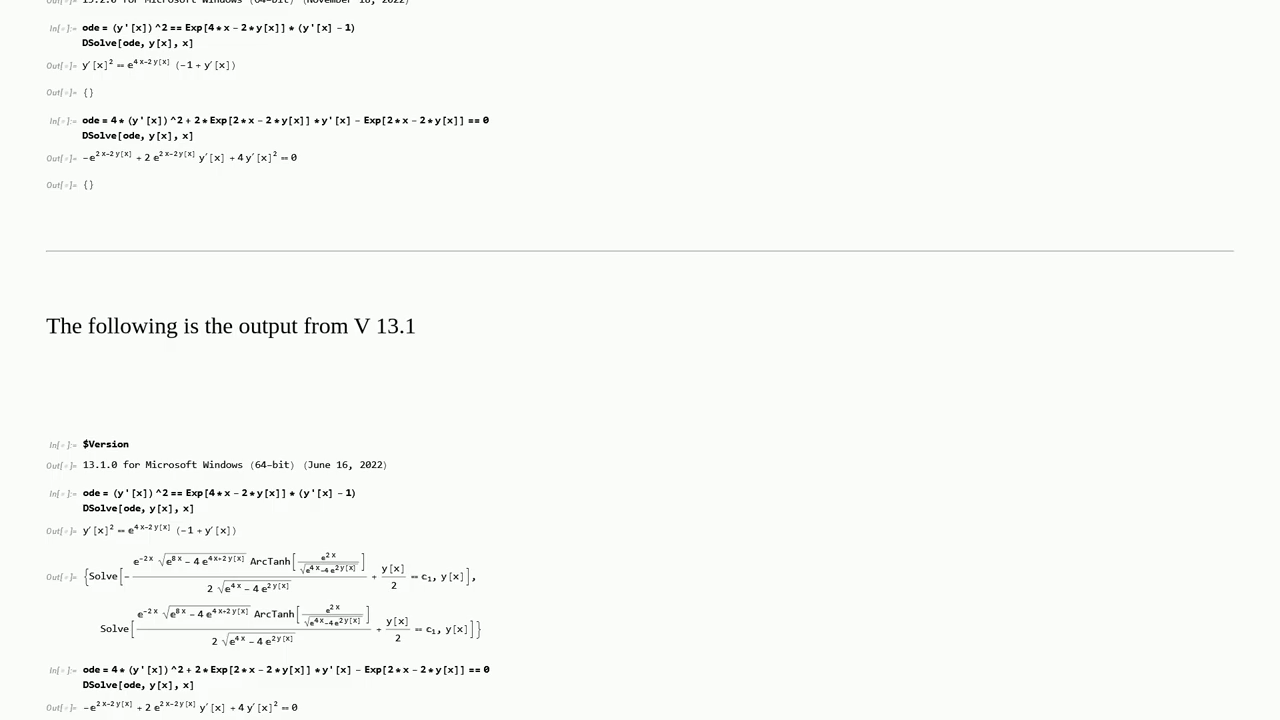 13.2.0 for Microsoft Windows (64-bit) (November 18, 2022)
In[∘]:= ode = (y'[x])^2 == Exp[4*x - 2*y[x]] * (y'[x] - 1)
DSolve[ode, y[x], x]
Out[∘]= y′[x]² == ⅇ^(4 x-2 y[x]) (-1 + y′[x])
Out[∘]= {}
In[∘]:= ode = 4* (y'[x])^2 + 2*Exp[2*x - 2*y[x]] *y'[x] - Exp[2*x - 2*y[x]] == 0
DSolve[ode, y[x], x]
Out[∘]= -ⅇ^(2 x-2 y[x]) + 2 ⅇ^(2 x-2 y[x]) y′[x] + 4 y′[x]² == 0
Out[∘]= {}
The following is the output from V 13.1
In[∘]:= $Version
Out[∘]= 13.1.0 for Microsoft Windows (64-bit) (June 16, 2022)
In[∘]:= ode = (y'[x])^2 == Exp[4*x - 2*y[x]] * (y'[x] - 1)
DSolve[ode, y[x], x]
Out[∘]= y′[x]² == ⅇ^(4 x-2 y[x]) (-1 + y′[x])
Out[∘]= {Solve[-(ⅇ^(-2 x) √(ⅇ^(8 x) - 4 ⅇ^(4 x+2 y[x])) ArcTanh[ⅇ^(2 x)/√(ⅇ^(4 x)-4 ⅇ^(2 y[x]))])/(2 √(ⅇ^(4 x) - 4 ⅇ^(2 y[x]))) + y[x]/2 == c₁, y[x]],
Solve[(ⅇ^(-2 x) √(ⅇ^(8 x) - 4 ⅇ^(4 x+2 y[x])) ArcTanh[ⅇ^(2 x)/√(ⅇ^(4 x)-4 ⅇ^(2 y[x]))])/(2 √(ⅇ^(4 x) - 4 ⅇ^(2 y[x]))) + y[x]/2 == c₁, y[x]]}
In[∘]:= ode = 4* (y'[x])^2 + 2*Exp[2*x - 2*y[x]] *y'[x] - Exp[2*x - 2*y[x]] == 0
DSolve[ode, y[x], x]
Out[∘]= -ⅇ^(2 x-2 y[x]) + 2 ⅇ^(2 x-2 y[x]) y′[x] + 4 y′[x]² == 0